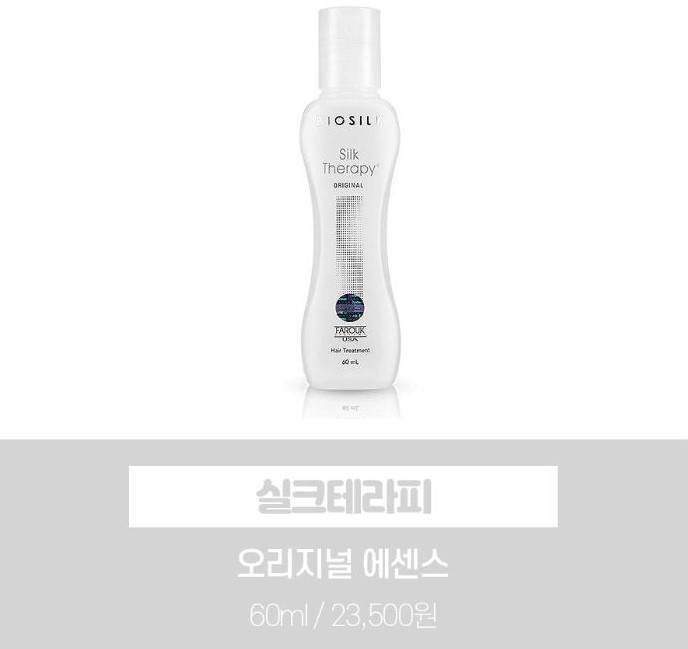 BIOSILK
Silk
Therapy®
ORIGINAL
FAROUK
USA
Hair Treatment
60 mL
실크테라피
오리지널 에센스
60ml / 23,500원